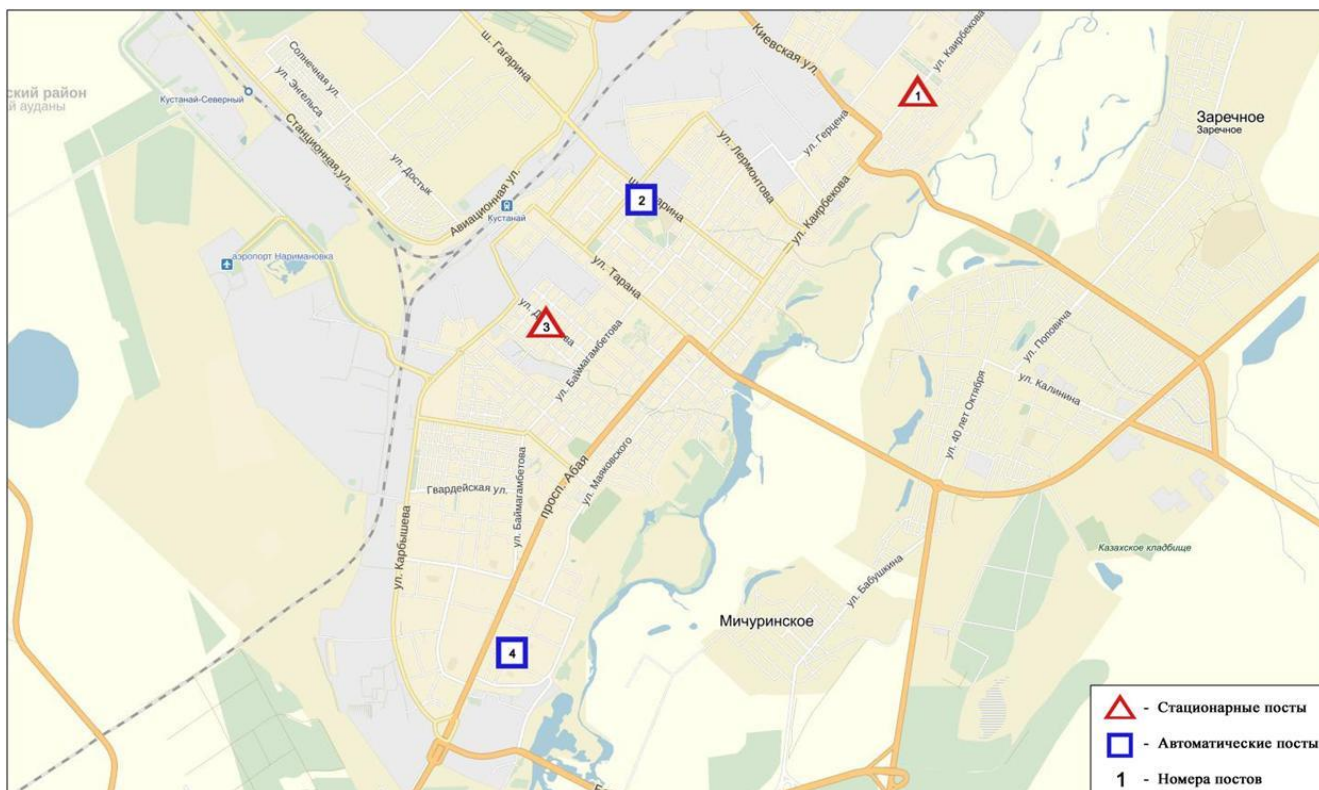 ский район
й ауданы
Кустанай-Северный
Солнечная ул.
ул. Энгельса
Станционная ул.
ул. Достык
ш. Гагарина
Авиационная ул.
Кустанай
аэропорт Наримановка
Киевская ул.
ул. Каирбекова
1
ул. Герцена
ул. Лермонтова
2
ул. Каирбекова
ул. Тарана
3
ул. Баймагамбетова
Заречное
Заречное
ул. Поповича
ул. Калинина
ул. 40 лет Октября
просп. Абая
ул. Маяковского
Гвардейская ул.
ул. Баймагамбетова
ул. Карбышева
Казахское кладбище
ул. Бабушкина
Мичуринское
4
- Стационарные посты
- Автоматические посты
1 - Номера постов